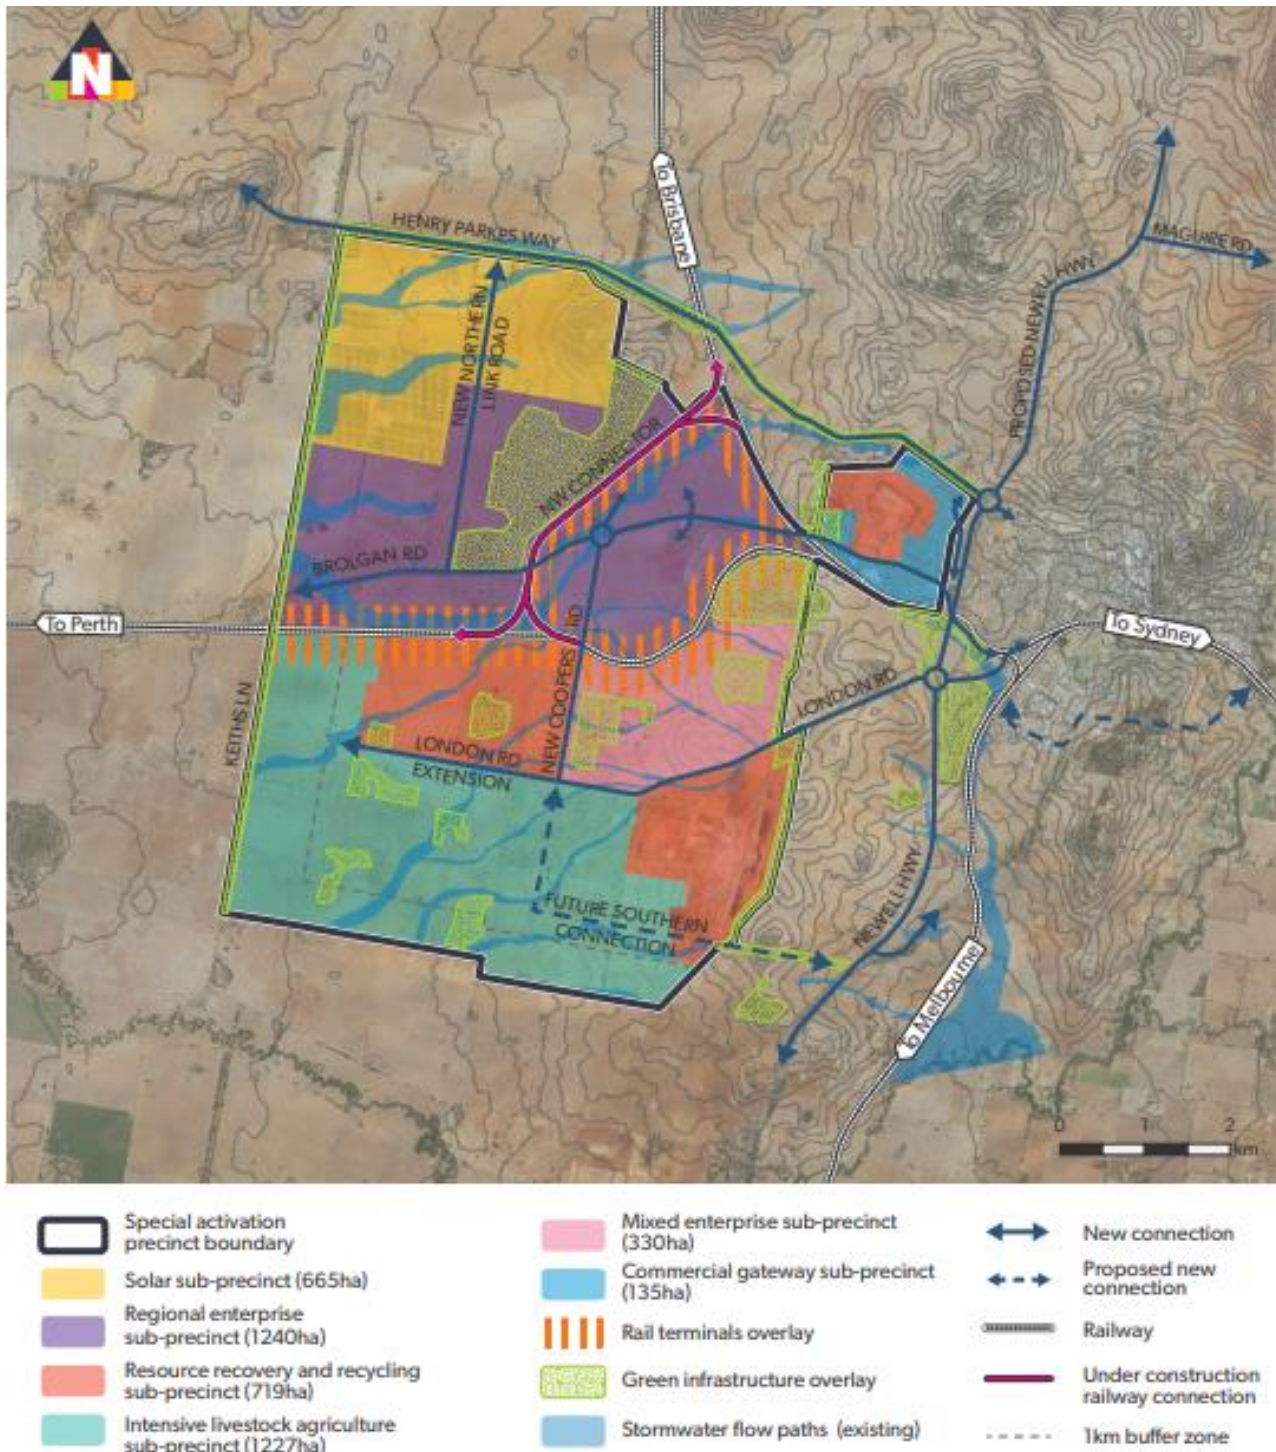 N
To Brisbane
HENRY PARKES WAY
MAGUIRE RD
PROPOSED NEWELL HWY
NEW NORTHERN
LINK ROAD
NW CONNECTOR
BROLGAN RD
To Perth
To Sydney
NEW COOPERS RD
LONDON RD
KEITHS LN
LONDON RD
EXTENSION
FUTURE SOUTHERN
CONNECTION
NEWELL HWY
To Melbourne
0 1 2
km
Special activation
precinct boundary
Solar sub-precinct (665ha)
Regional enterprise
sub-precinct (1240ha)
Resource recovery and recycling
sub-precinct (719ha)
Intensive livestock agriculture
sub-precinct (1227ha)
Mixed enterprise sub-precinct
(330ha)
Commercial gateway sub-precinct
(135ha)
Rail terminals overlay
Green infrastructure overlay
Stormwater flow paths (existing)
New connection
Proposed new
connection
Railway
Under construction
railway connection
1km buffer zone